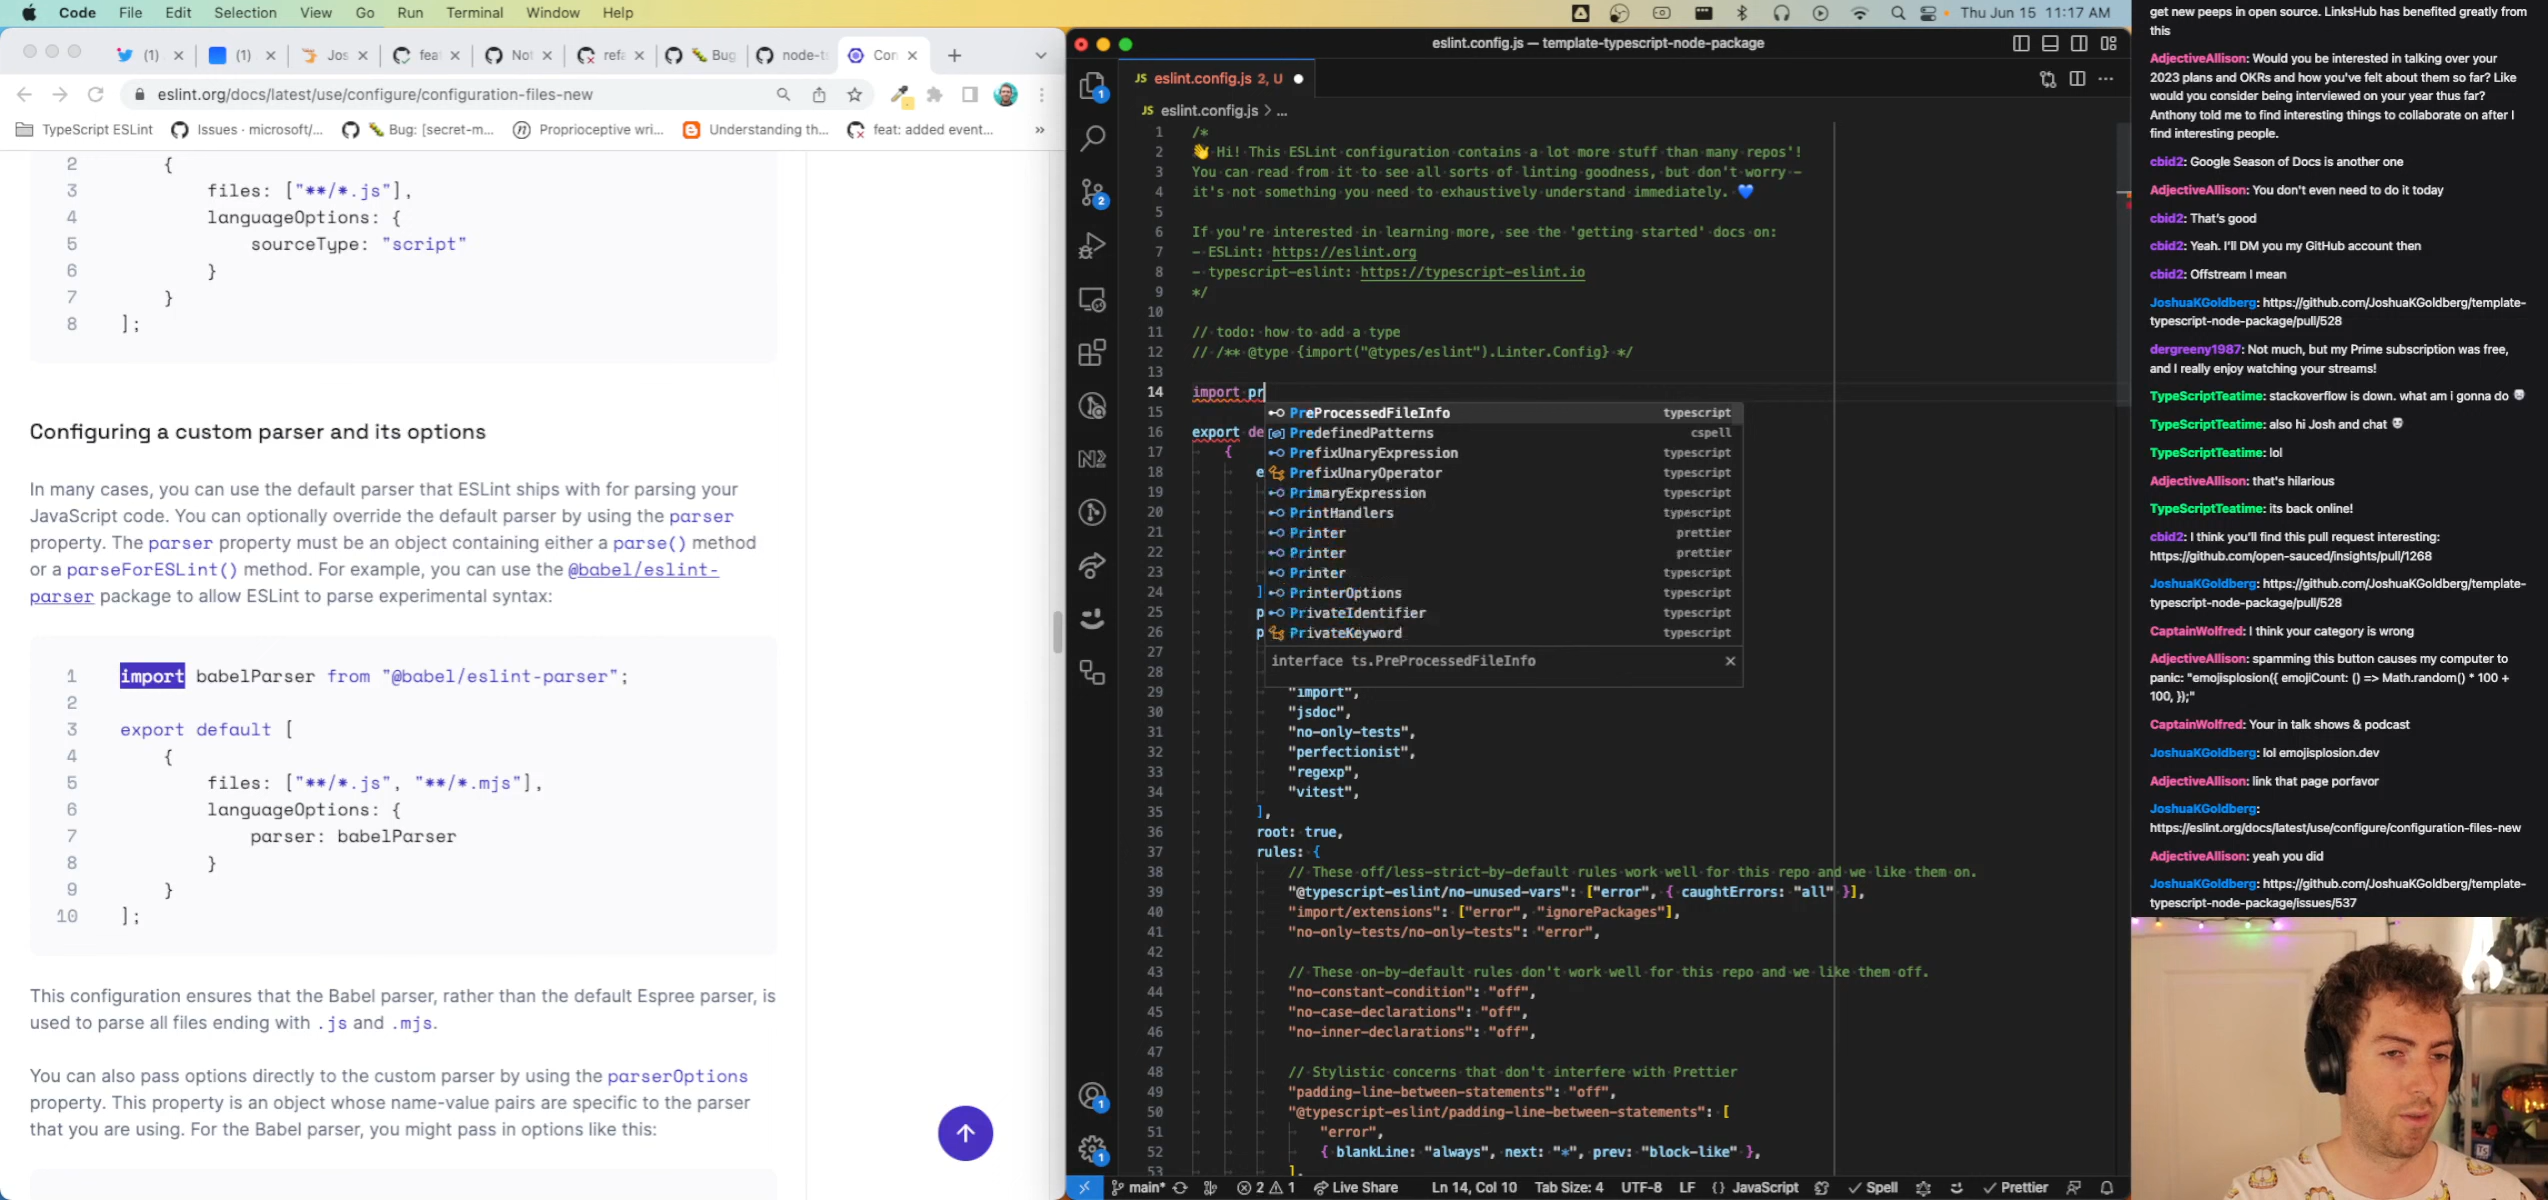 Code File Edit Selection View Go Run Terminal Window Help Thu Jun 15 11:17 AM
(1) (1) Jos feat Not refa Bug node-t Con
eslint.org/docs/latest/use/configure/configuration-files-new
TypeScript ESLint Issues · microsoft/... Bug: [secret-m... Proprioceptive wri... Understanding th... feat: added event... »
2 {
3 files: ["**/*.js"],
4 languageOptions: {
5 sourceType: "script"
6 }
7 }
8 ];
Configuring a custom parser and its options
In many cases, you can use the default parser that ESLint ships with for parsing your
JavaScript code. You can optionally override the default parser by using the parser
property. The parser property must be an object containing either a parse() method
or a parseForESLint() method. For example, you can use the @babel/eslint-
parser package to allow ESLint to parse experimental syntax:
1 import babelParser from "@babel/eslint-parser";
2
3 export default [
4 {
5 files: ["**/*.js", "**/*.mjs"],
6 languageOptions: {
7 parser: babelParser
8 }
9 }
10 ];
This configuration ensures that the Babel parser, rather than the default Espree parser, is
used to parse all files ending with .js and .mjs.
You can also pass options directly to the custom parser by using the parserOptions
property. This property is an object whose name-value pairs are specific to the parser
that you are using. For the Babel parser, you might pass in options like this:
eslint.config.js — template-typescript-node-package
JS eslint.config.js 2, U
JS eslint.config.js > ...
1 /*
2 👋 Hi! This ESLint configuration contains a lot more stuff than many repos'!
3 You can read from it to see all sorts of linting goodness, but don't worry -
4 it's not something you need to exhaustively understand immediately. 💙
5
6 If you're interested in learning more, see the 'getting started' docs on:
7 - ESLint: https://eslint.org
8 - typescript-eslint: https://typescript-eslint.io
9 */
10
11 // todo: how to add a type
12 // /** @type {import("@types/eslint").Linter.Config} */
13
14 import pr
15
16 export de
17 {
18 e
19
20
21
22
23
24 ]
25 p
26 p
27
28
PreProcessedFileInfo typescript
PredefinedPatterns cspell
PrefixUnaryExpression typescript
PrefixUnaryOperator typescript
PrimaryExpression typescript
PrintHandlers typescript
Printer prettier
Printer prettier
Printer typescript
PrinterOptions typescript
PrivateIdentifier typescript
PrivateKeyword typescript
interface ts.PreProcessedFileInfo
29 "import",
30 "jsdoc",
31 "no-only-tests",
32 "perfectionist",
33 "regexp",
34 "vitest",
35 ],
36 root: true,
37 rules: {
38 // These off/less-strict-by-default rules work well for this repo and we like them on.
39 "@typescript-eslint/no-unused-vars": ["error", { caughtErrors: "all" }],
40 "import/extensions": ["error", "ignorePackages"],
41 "no-only-tests/no-only-tests": "error",
42
43 // These on-by-default rules don't work well for this repo and we like them off.
44 "no-constant-condition": "off",
45 "no-case-declarations": "off",
46 "no-inner-declarations": "off",
47
48 // Stylistic concerns that don't interfere with Prettier
49 "padding-line-between-statements": "off",
50 "@typescript-eslint/padding-line-between-statements": [
51 "error",
52 { blankLine: "always", next: "*", prev: "block-like" },
53 ],
main* 2 1 Live Share Ln 14, Col 10 Tab Size: 4 UTF-8 LF {} JavaScript Spell Prettier
get new peeps in open source. LinksHub has benefited greatly from
this
AdjectiveAllison: Would you be interested in talking over your
2023 plans and OKRs and how you've felt about them so far? Like
would you consider being interviewed on your year thus far?
Anthony told me to find interesting things to collaborate on after I
find interesting people.
cbid2: Google Season of Docs is another one
AdjectiveAllison: You don't even need to do it today
cbid2: That's good
cbid2: Yeah. I'll DM you my GitHub account then
cbid2: Offstream I mean
JoshuaKGoldberg: https://github.com/JoshuaKGoldberg/template-
typescript-node-package/pull/528
dergreeny1987: Not much, but my Prime subscription was free,
and I really enjoy watching your streams!
TypeScriptTeatime: stackoverflow is down. what am i gonna do
TypeScriptTeatime: also hi Josh and chat
TypeScriptTeatime: lol
AdjectiveAllison: that's hilarious
TypeScriptTeatime: its back online!
cbid2: I think you'll find this pull request interesting:
https://github.com/open-sauced/insights/pull/1268
JoshuaKGoldberg: https://github.com/JoshuaKGoldberg/template-
typescript-node-package/pull/528
CaptainWolfred: I think your category is wrong
AdjectiveAllison: spamming this button causes my computer to
panic: "emojisplosion({ emojiCount: () => Math.random() * 100 +
100, });"
CaptainWolfred: Your in talk shows & podcast
JoshuaKGoldberg: lol emojisplosion.dev
AdjectiveAllison: link that page porfavor
JoshuaKGoldberg:
https://eslint.org/docs/latest/use/configure/configuration-files-new
AdjectiveAllison: yeah you did
JoshuaKGoldberg: https://github.com/JoshuaKGoldberg/template-
typescript-node-package/issues/537